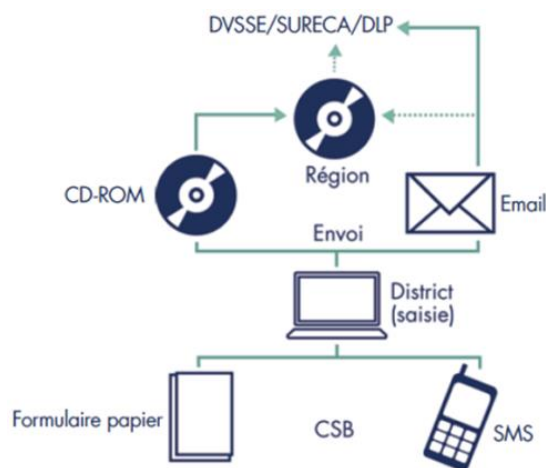 DVSSE/SURECA/DLP
Région
CD-ROM
Email
Envoi
District
(saisie)
Formulaire papier
CSB
SMS